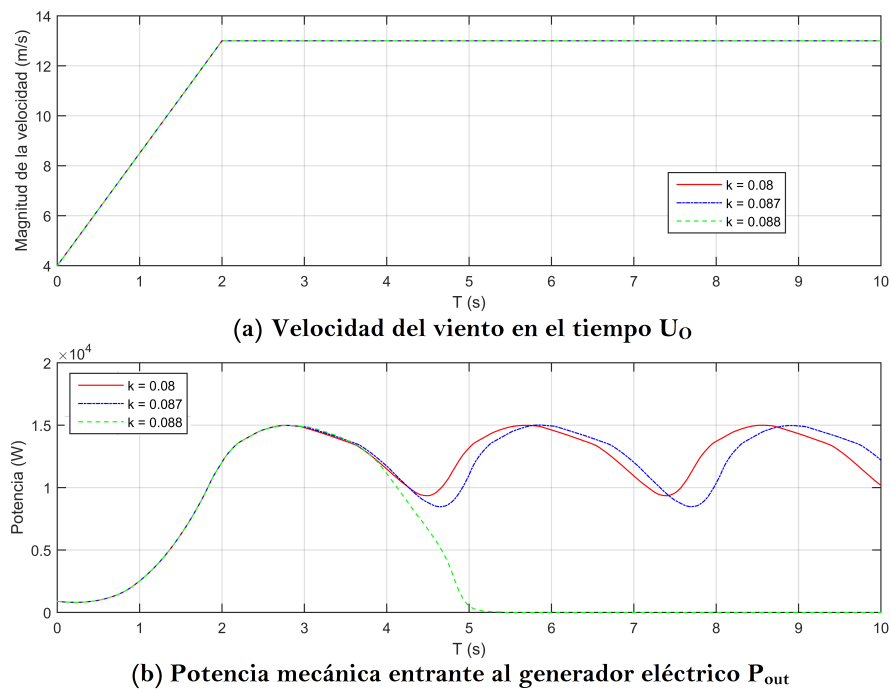 14
12
10
8
6
4
Magnitud de la velocidad (m/s)
k = 0.08
k = 0.087
k = 0.088
0 1 2 3 4 5 6 7 8 9 10
T (s)
(a) Velocidad del viento en el tiempo U_O
×10^4
2
1.5
1
0.5
0
Potencia (W)
k = 0.08
k = 0.087
k = 0.088
0 1 2 3 4 5 6 7 8 9 10
T (s)
(b) Potencia mecánica entrante al generador eléctrico P_out